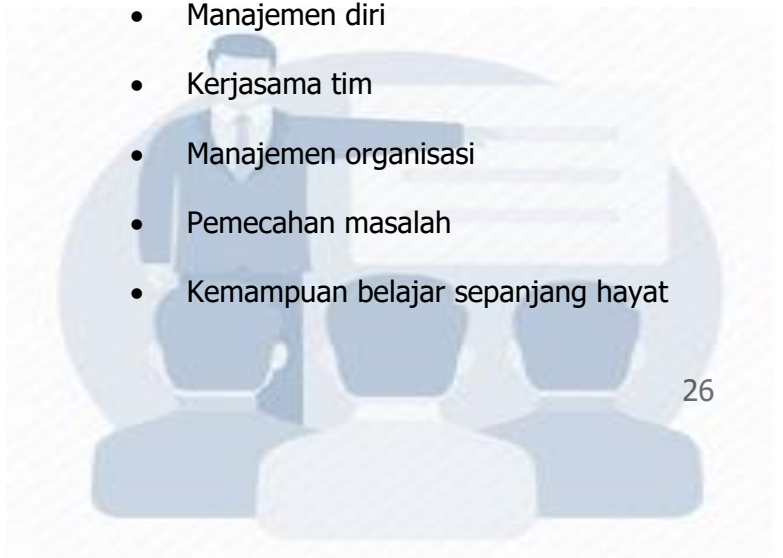 • Manajemen diri
• Kerjasama tim
• Manajemen organisasi
• Pemecahan masalah
• Kemampuan belajar sepanjang hayat
26